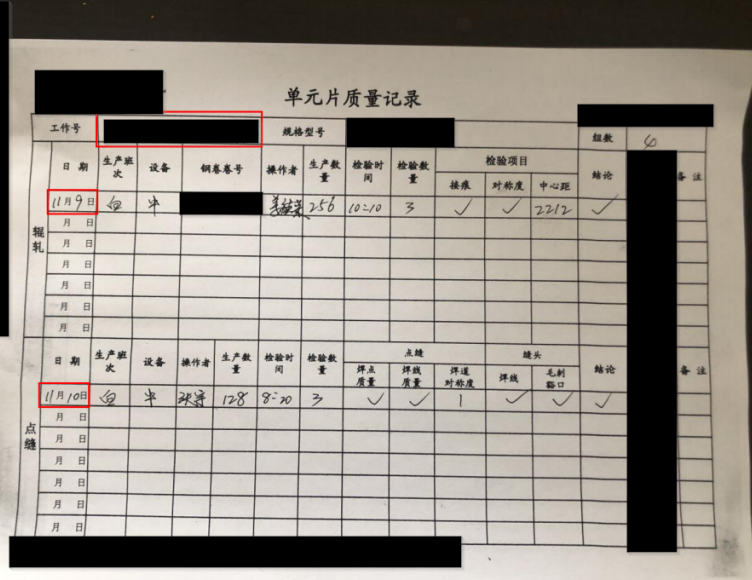 单元片质量记录
工作号 规格型号 组数 4
辊轧 日期 生产班次 设备 钢卷卷号 操作者 生产数量 检验时间 检验数量 检验项目 结论 备注
接痕 对称度 中心距
11月9日 白 中 256 10:10 3 ✓ ✓ 2212 ✓
月 日
月 日
月 日
月 日
月 日
月 日
点缝 日期 生产班次 设备 操作者 生产数量 检验时间 检验数量 点缝 缝头 结论 备注
焊点质量 焊线质量 焊道对称度 焊线 毛刺豁口
11月10日 白 中 128 8:20 3 ✓ ✓ 1 ✓ ✓ ✓
月 日
月 日
月 日
月 日
月 日
月 日